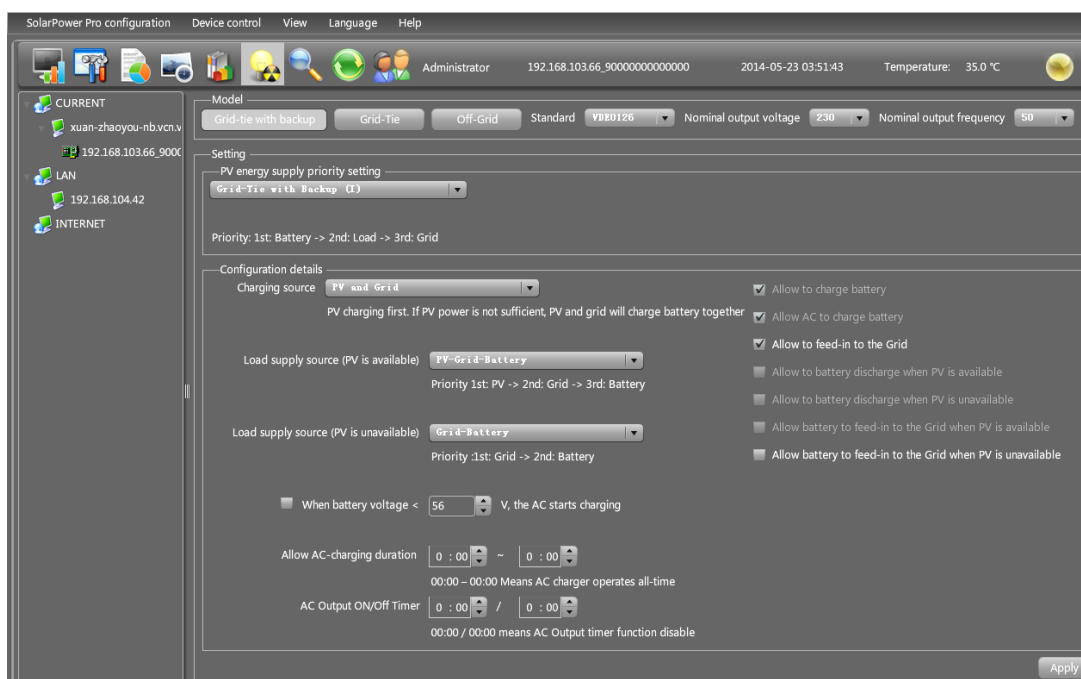 SolarPower Pro configuration Device control View Language Help
Administrator 192.168.103.66_90000000000000 2014-05-23 03:51:43 Temperature: 35.0 ℃
CURRENT
xuan-zhaoyou-nb.vcn.v
192.168.103.66_9000
LAN
192.168.104.42
INTERNET
Model
Grid-tie with backup Grid-Tie Off-Grid Standard VDE0126 Nominal output voltage 230 Nominal output frequency 50
Setting
PV energy supply priority setting
Grid-Tie with Backup (I)
Priority: 1st: Battery -> 2nd: Load -> 3rd: Grid
Configuration details
Charging source PV and Grid
PV charging first. If PV power is not sufficient, PV and grid will charge battery together
Load supply source (PV is available) PV-Grid-Battery
Priority 1st: PV -> 2nd: Grid -> 3rd: Battery
Load supply source (PV is unavailable) Grid-Battery
Priority :1st: Grid -> 2nd: Battery
When battery voltage < 56 V, the AC starts charging
Allow AC-charging duration 0 : 00 ~ 0 : 00
00:00 – 00:00 Means AC charger operates all-time
AC Output ON/Off Timer 0 : 00 / 0 : 00
00:00 / 00:00 means AC Output timer function disable
Allow to charge battery
Allow AC to charge battery
Allow to feed-in to the Grid
Allow to battery discharge when PV is available
Allow to battery discharge when PV is unavailable
Allow battery to feed-in to the Grid when PV is available
Allow battery to feed-in to the Grid when PV is unavailable
Apply